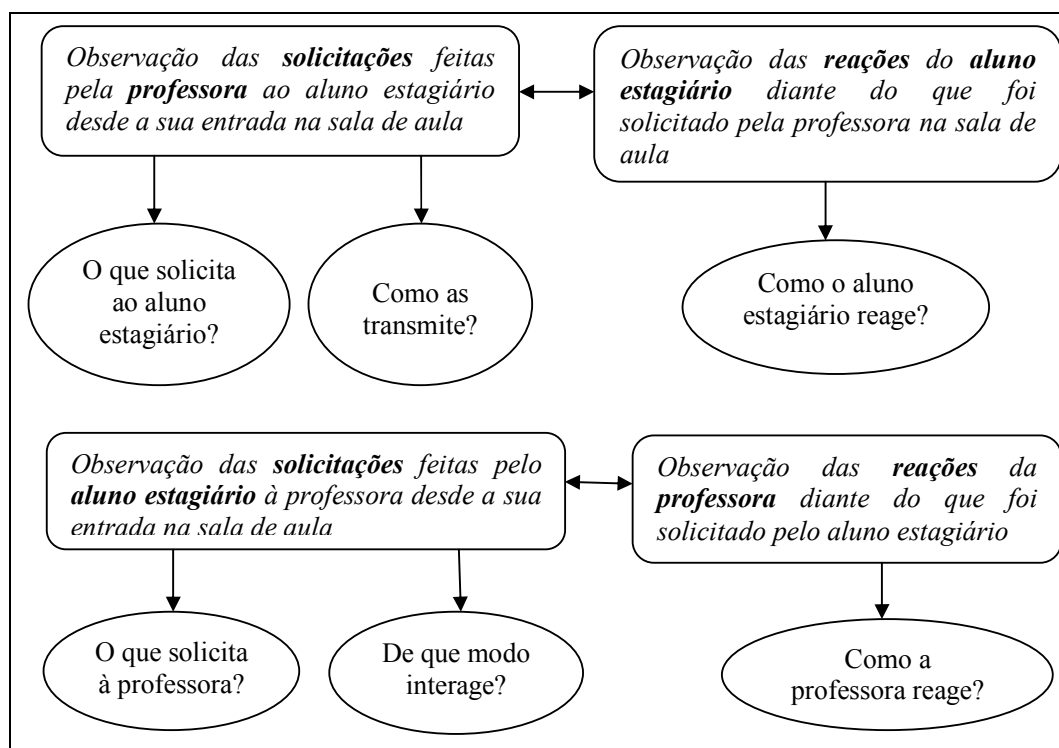 Observação das solicitações feitas
pela professora ao aluno estagiário
desde a sua entrada na sala de aula
Observação das reações do aluno
estagiário diante do que foi
solicitado pela professora na sala de
aula
O que solicita
ao aluno
estagiário?
Como as
transmite?
Como o aluno
estagiário reage?
Observação das solicitações feitas pelo
aluno estagiário à professora desde a sua
entrada na sala de aula
Observação das reações da
professora diante do que foi
solicitado pelo aluno estagiário
O que solicita
à professora?
De que modo
interage?
Como a
professora reage?